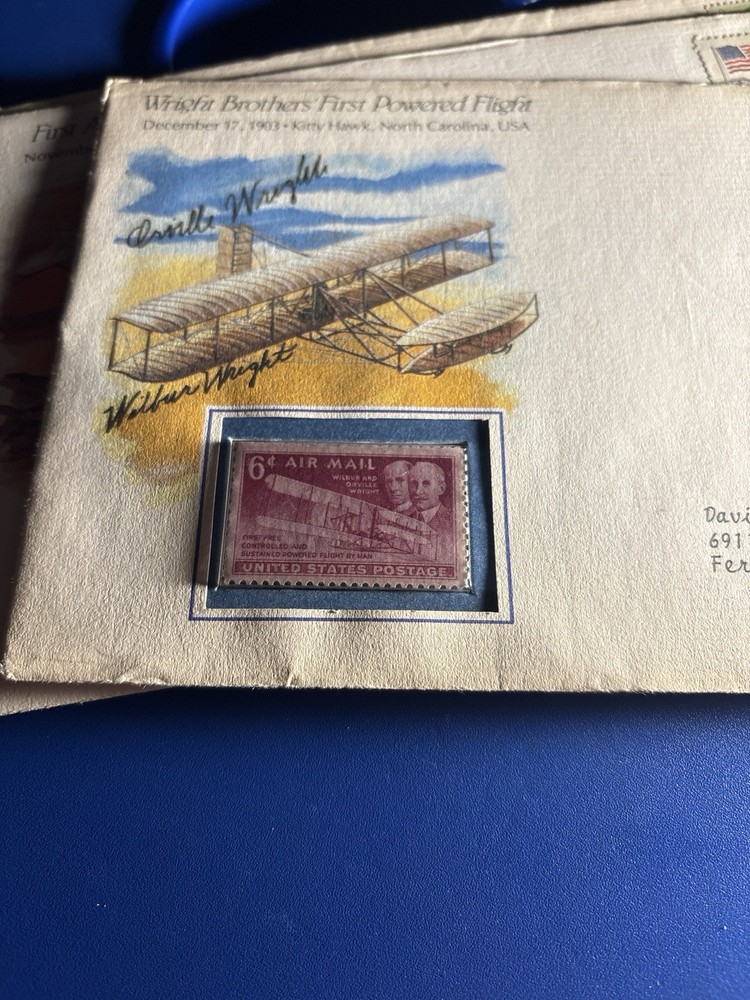 Wright Brothers First Powered Flight
December 17, 1903 • Kitty Hawk, North Carolina, USA
First
Novemb
Orville Wright
Wilbur Wright
6¢ AIR MAIL
WILBUR AND
ORVILLE
WRIGHT
FIRST FREE
CONTROLLED AND
SUSTAINED POWERED FLIGHT BY MAN
UNITED STATES POSTAGE
Davi
691
Fer